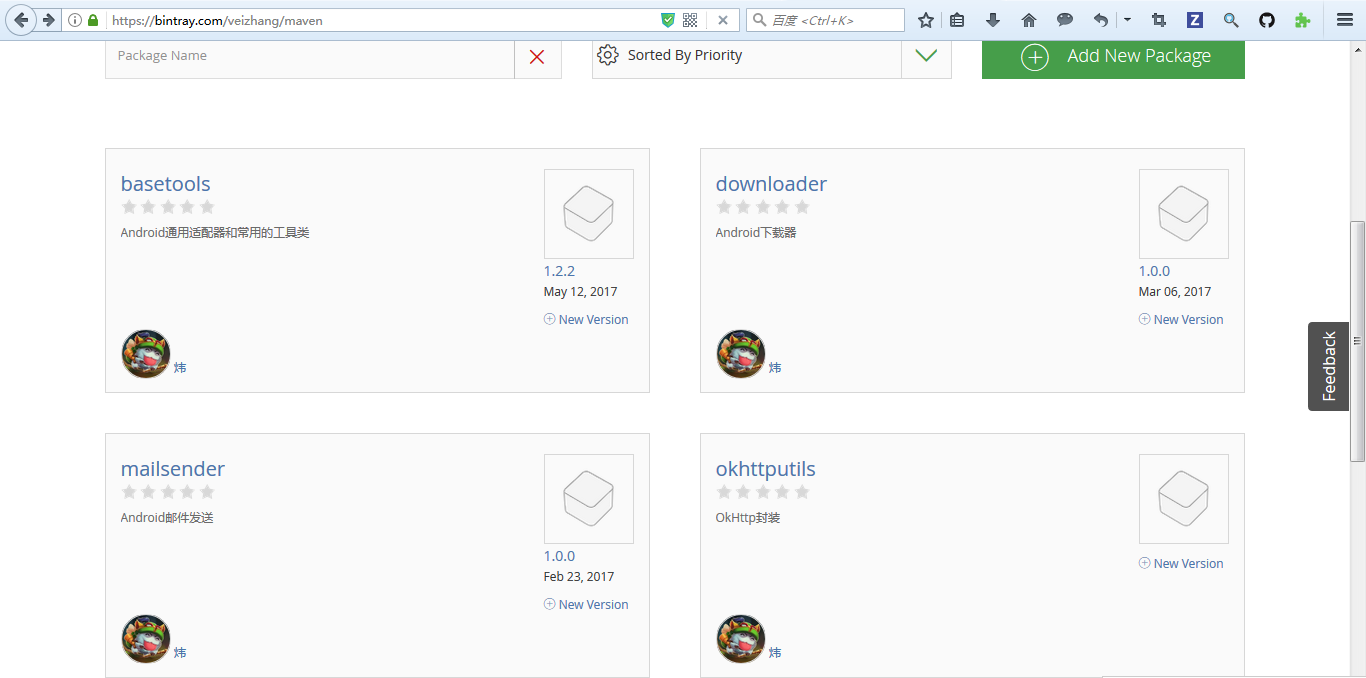 https://bintray.com/veizhang/maven
百度 <Ctrl+K>
Z
Package Name
Sorted By Priority
Add New Package
basetools
Android通用适配器和常用的工具类
1.2.2
May 12, 2017
New Version
炜
downloader
Android下载器
1.0.0
Mar 06, 2017
New Version
炜
Feedback
mailsender
Android邮件发送
1.0.0
Feb 23, 2017
New Version
炜
okhttputils
OkHttp封装
New Version
炜